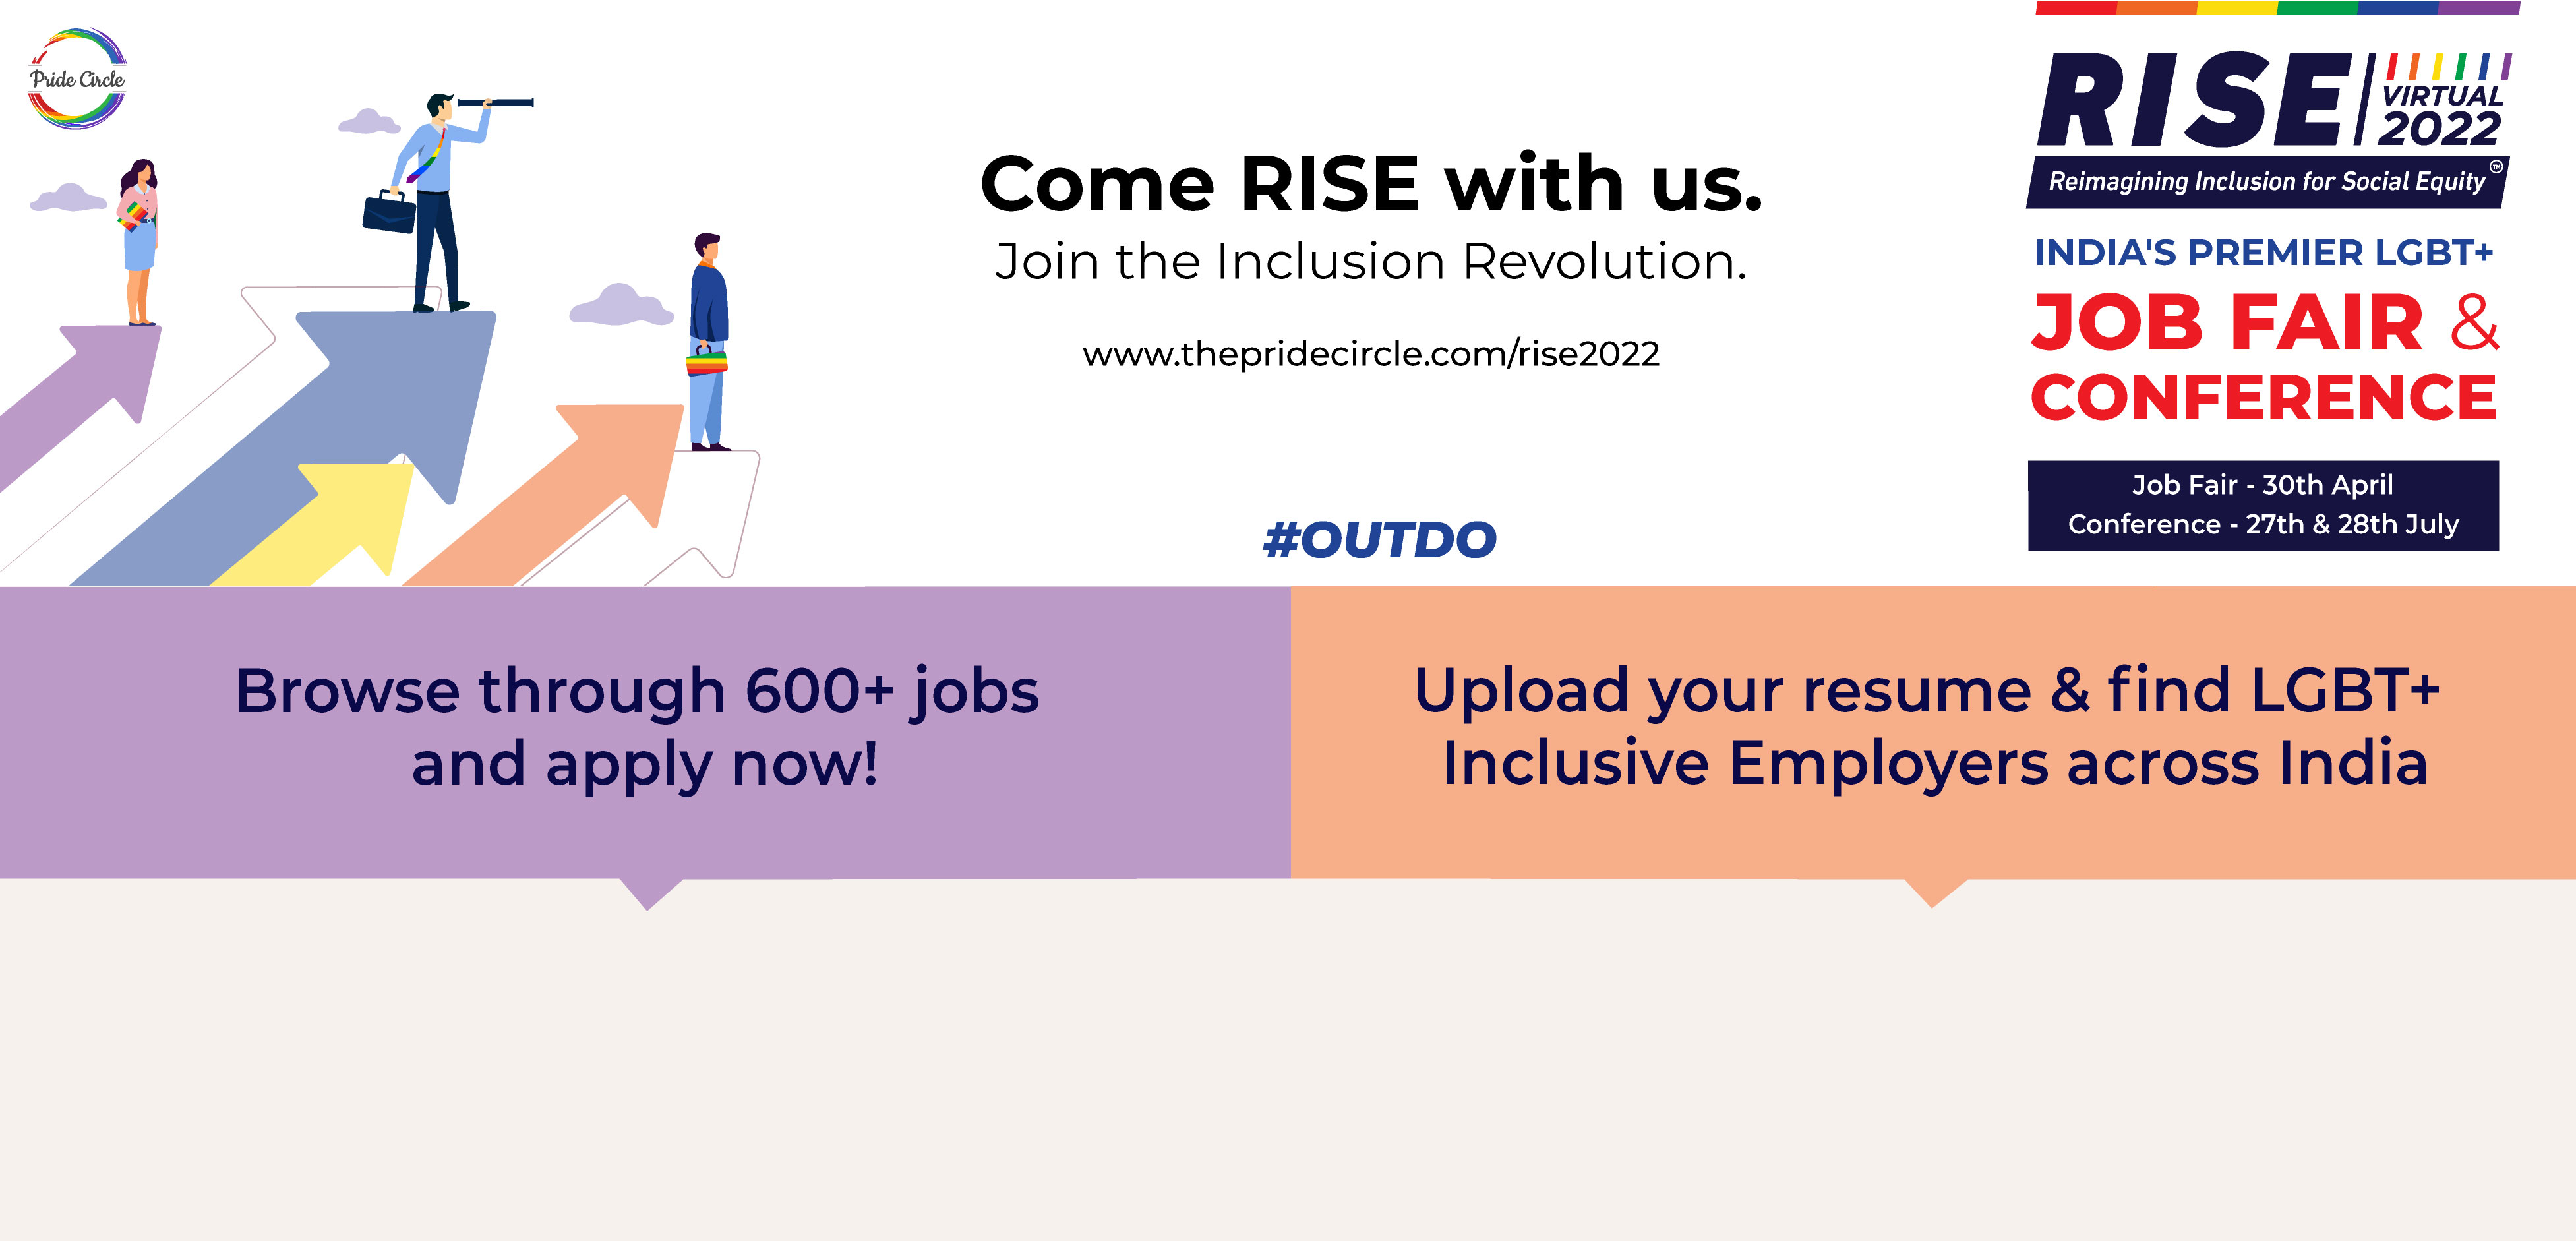 Pride Circle
Come RISE with us.
Join the Inclusion Revolution.
www.thepridecircle.com/rise2022
#OUTDO
RISE
VIRTUAL
2022
Reimagining Inclusion for Social Equity ™
INDIA'S PREMIER LGBT+
JOB FAIR &
CONFERENCE
Job Fair - 30th April
Conference - 27th & 28th July
Browse through 600+ jobs
and apply now!
Upload your resume & find LGBT+
Inclusive Employers across India